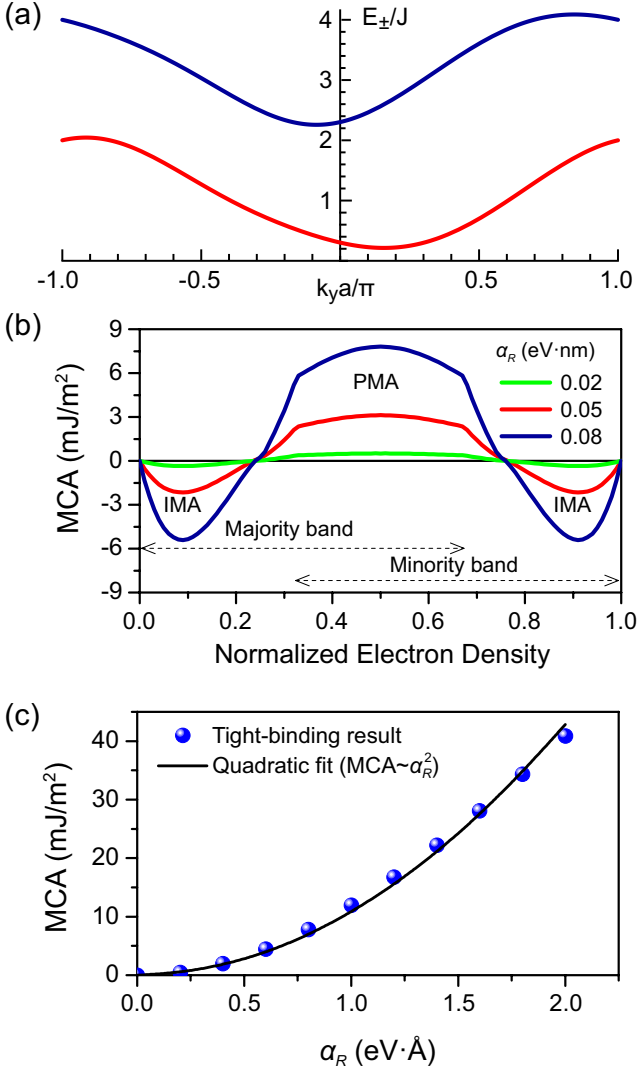 (a)
E±/J
4
3
2
1
-1.0 -0.5 0.5 1.0
kᵧa/π
(b)
MCA (mJ/m²)
9
6
3
0
-3
-6
-9
αR (eV·nm)
0.02
0.05
0.08
PMA
IMA IMA
Majority band
Minority band
0.0 0.2 0.4 0.6 0.8 1.0
Normalized Electron Density
(c)
MCA (mJ/m²)
40
30
20
10
0
Tight-binding result
Quadratic fit (MCA~αR²)
0.0 0.5 1.0 1.5 2.0
αR (eV·Å)